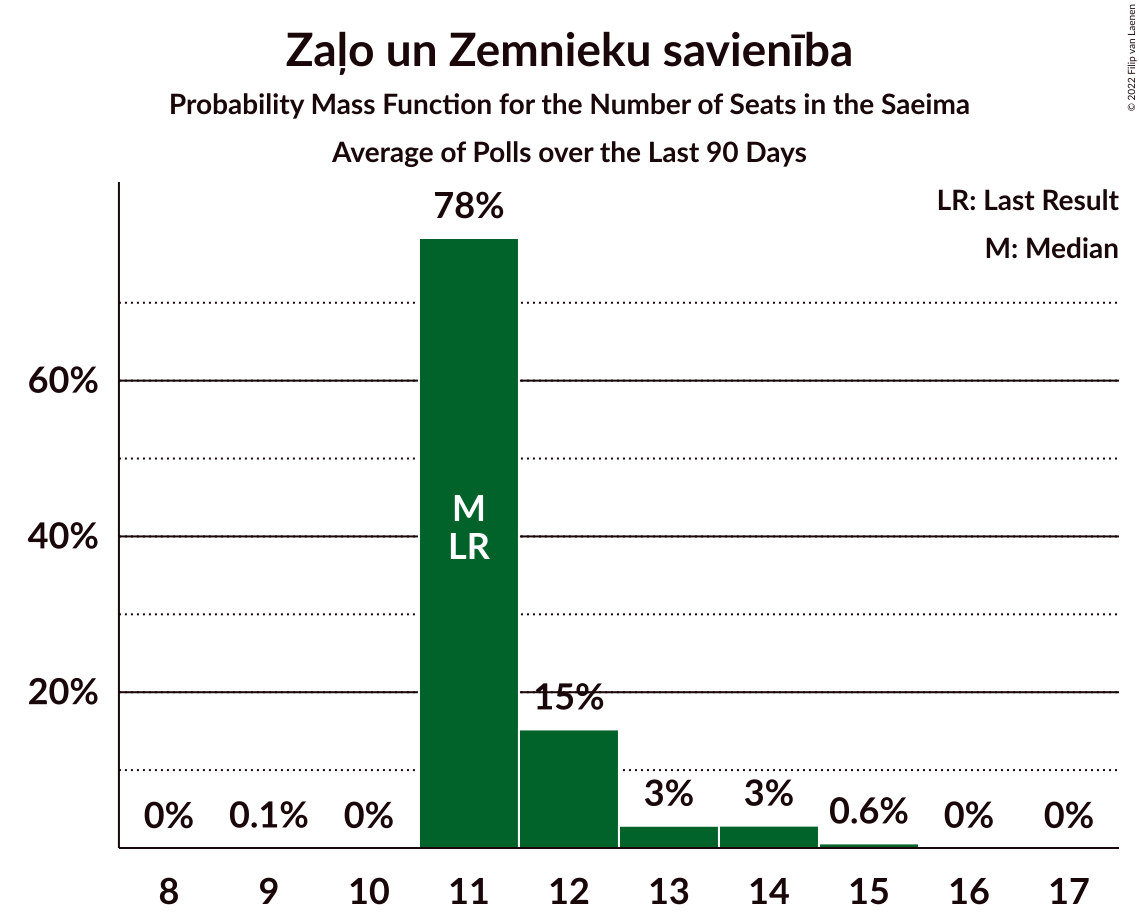 Zaļo un Zemnieku savienība
Probability Mass Function for the Number of Seats in the Saeima
Average of Polls over the Last 90 Days
© 2022 Filip van Laenen
LR: Last Result
M: Median
78%
60%
40%
20%
M
LR
15%
0%
0.1%
0%
3%
3%
0.6%
0%
0%
8 9 10 11 12 13 14 15 16 17